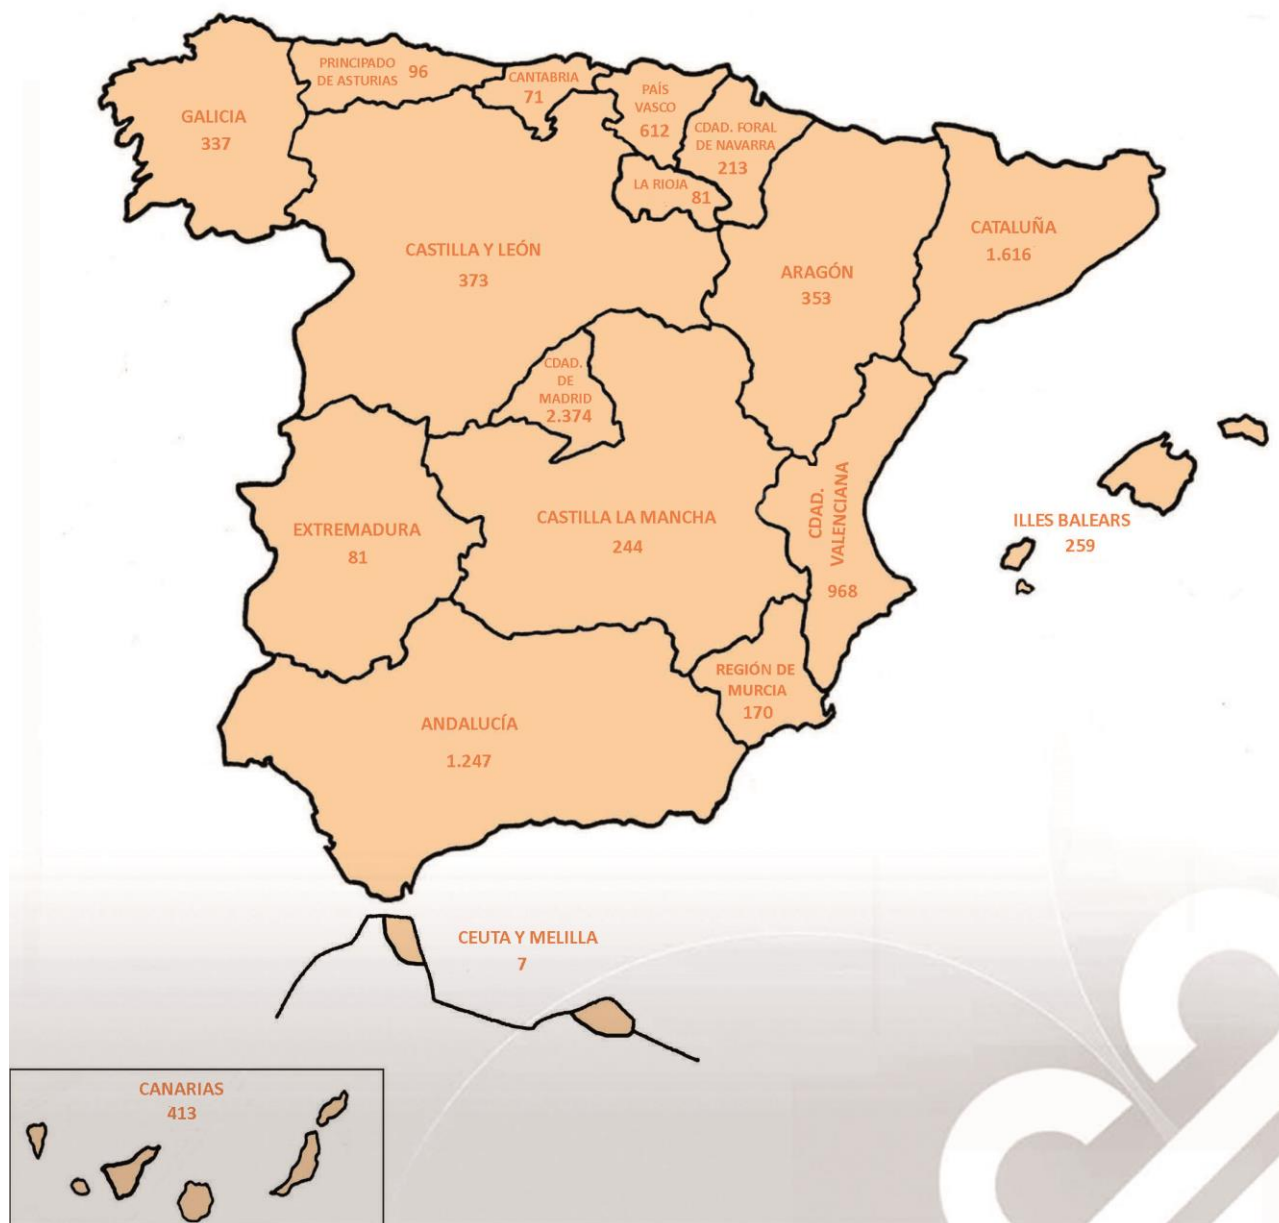 PRINCIPADO
DE ASTURIAS 96
CANTABRIA
71
PAÍS
VASCO
612
GALICIA
337
CDAD. FORAL
DE NAVARRA
213
LA RIOJA 81
CASTILLA Y LEÓN
373
ARAGÓN
353
CATALUÑA
1.616
CDAD.
DE
MADRID
2.374
EXTREMADURA
81
CASTILLA LA MANCHA
244
CDAD.
VALENCIANA
968
ILLES BALEARS
259
REGIÓN DE
MURCIA
170
ANDALUCÍA
1.247
CEUTA Y MELILLA
7
CANARIAS
413